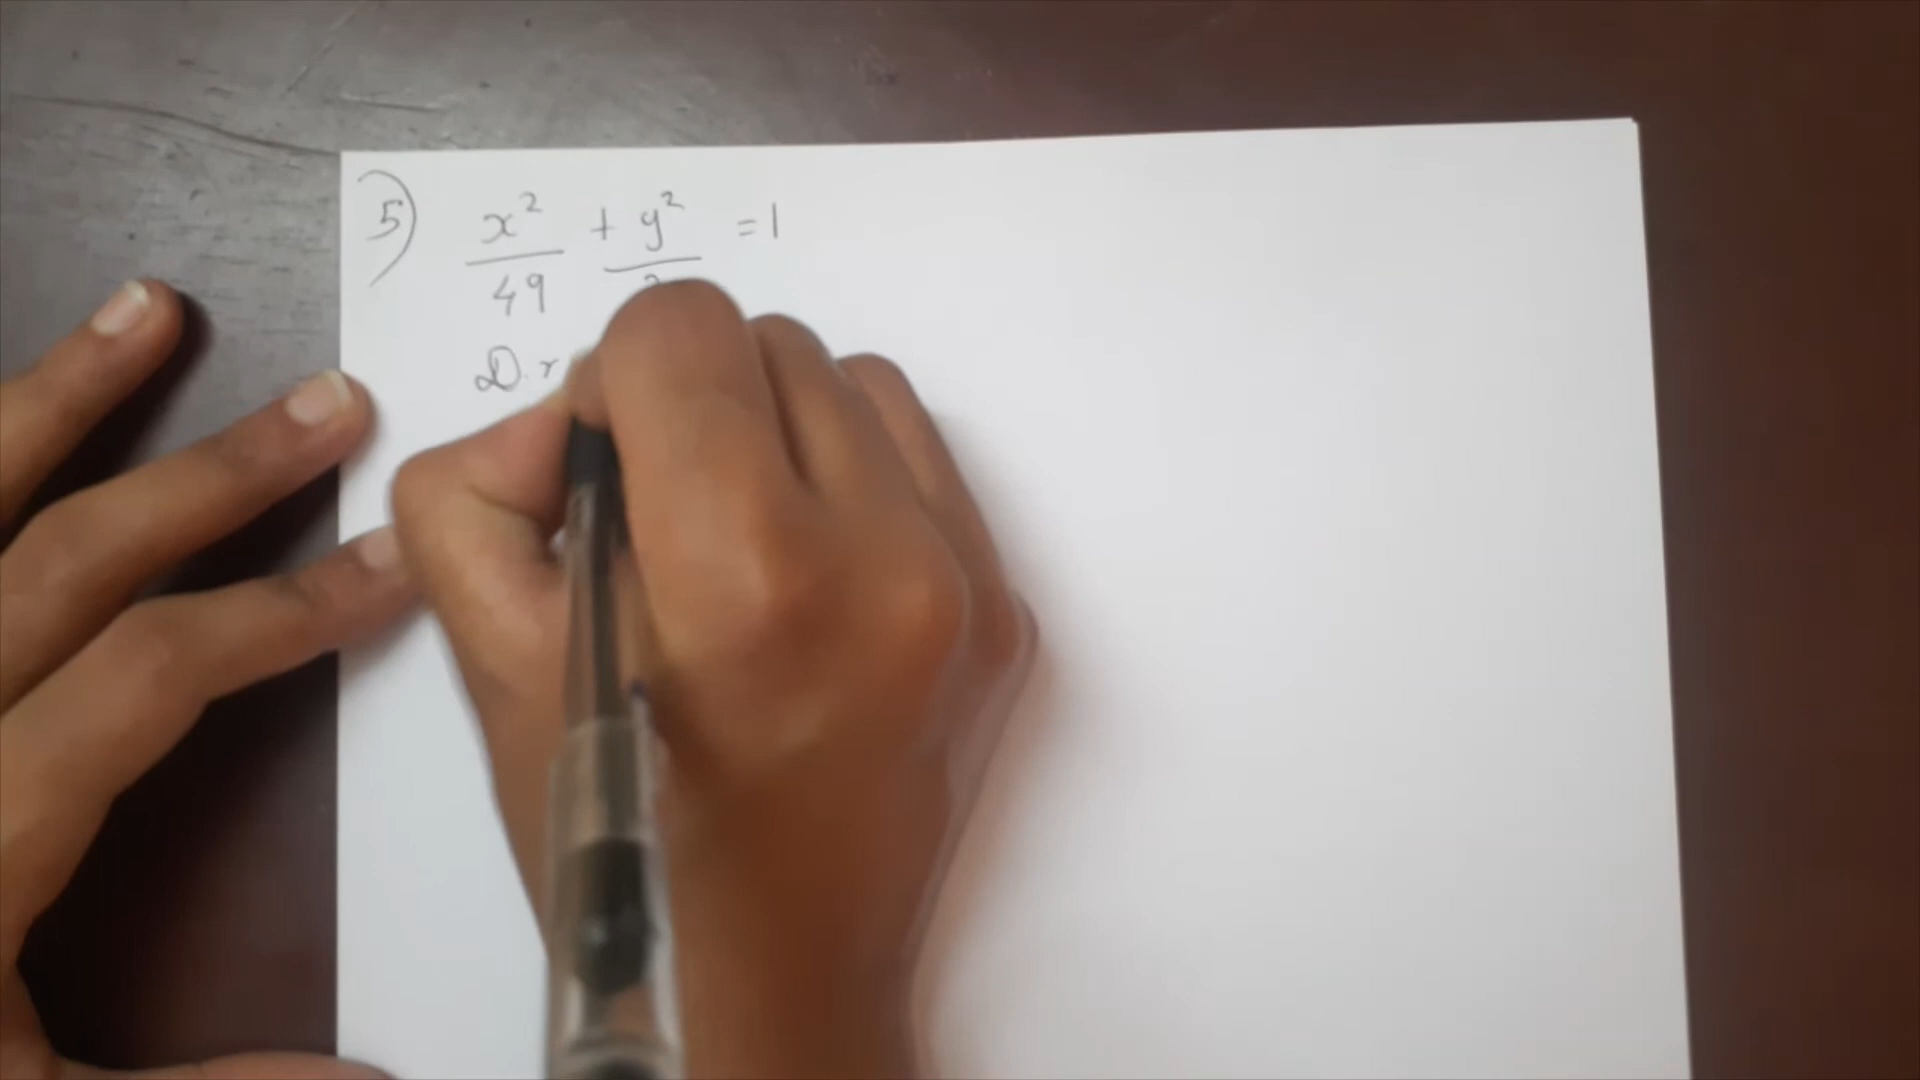 5) x² + y² = 1
49
D.r